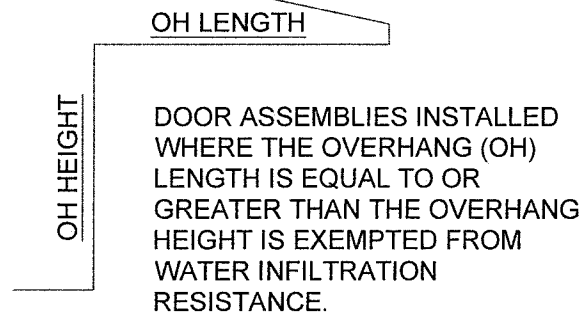 OH LENGTH
OH HEIGHT
DOOR ASSEMBLIES INSTALLED
WHERE THE OVERHANG (OH)
LENGTH IS EQUAL TO OR
GREATER THAN THE OVERHANG
HEIGHT IS EXEMPTED FROM
WATER INFILTRATION
RESISTANCE.